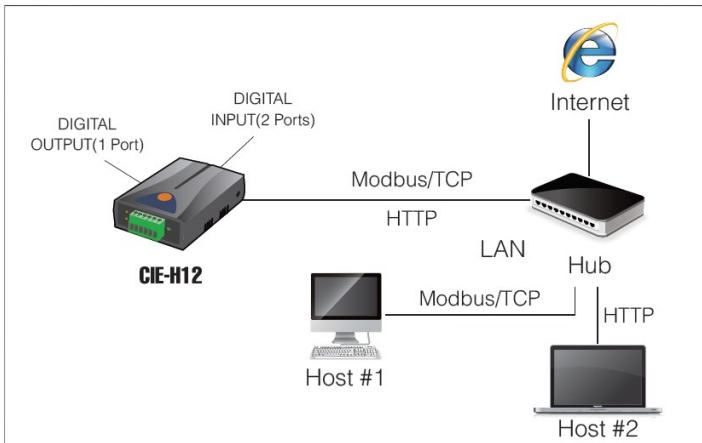 Internet
DIGITAL
INPUT(2 Ports)
DIGITAL
OUTPUT(1 Port)
Modbus/TCP
HTTP
LAN
Hub
CIE-H12
Modbus/TCP
HTTP
Host #1
Host #2